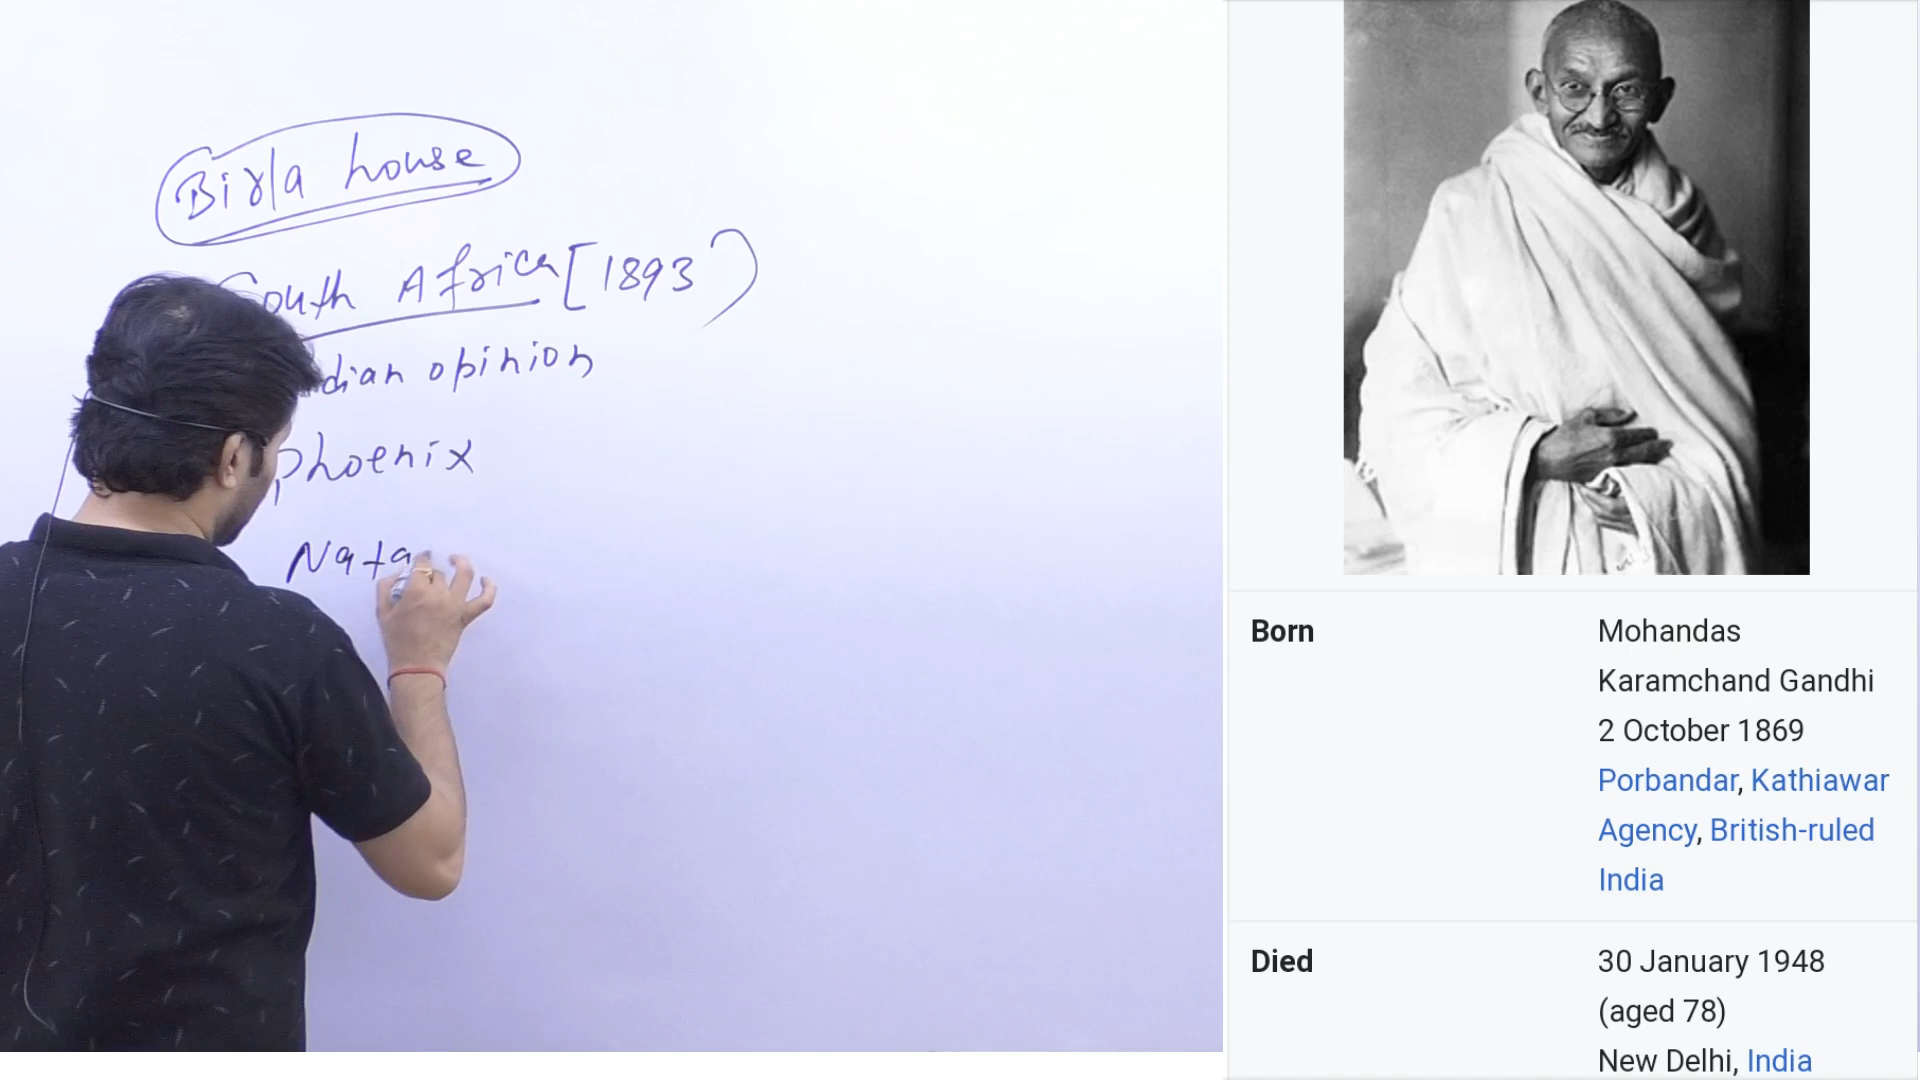 Birla house
South Africa [1893)
dian opinion
phoenix
Nata
Born
Mohandas
Karamchand Gandhi
2 October 1869
Porbandar, Kathiawar
Agency, British-ruled
India
Died
30 January 1948
(aged 78)
New Delhi, India